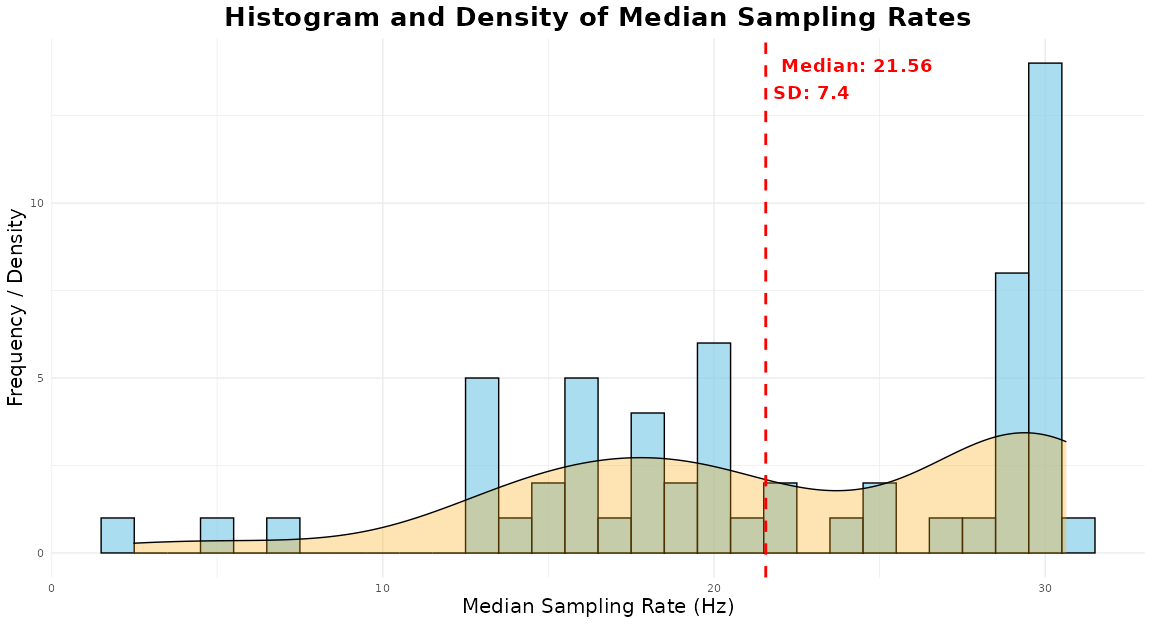 Histogram and Density of Median Sampling Rates
Median: 21.56
SD: 7.4
Frequency / Density
10
5
0
0
10
20
30
Median Sampling Rate (Hz)